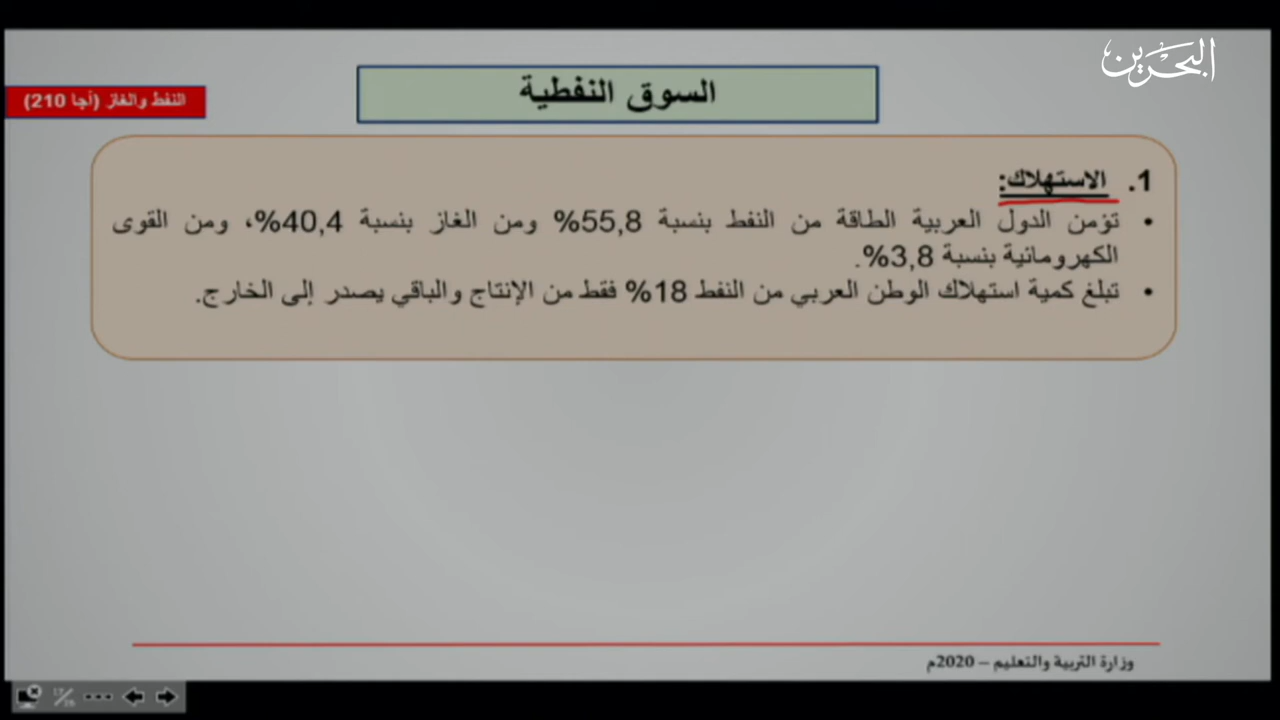 البحرين
السوق النفطية
النفط والغاز (أجا 210)
1. الاستهلاك:
• تؤمن الدول العربية الطاقة من النفط بنسبة 55,8% ومن الغاز بنسبة 40,4%، ومن القوى
الكهرومائية بنسبة 3,8%.
• تبلغ كمية استهلاك الوطن العربي من النفط 18% فقط من الإنتاج والباقي يصدر إلى الخارج.
وزارة التربية والتعليم – 2020م